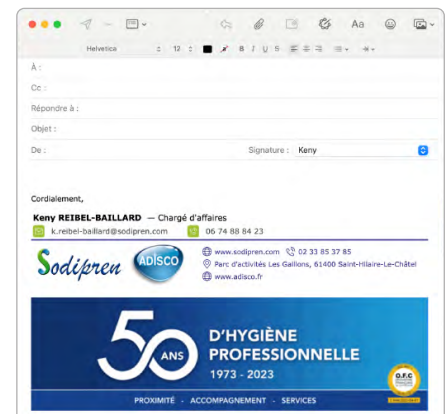 Aa
Helvetica 12 B I U S
À :
Cc :
Répondre à :
Objet :
De : Signature : Keny
Cordialement,
Keny REIBEL-BAILLARD — Chargé d'affaires
k.reibel-baillard@sodipren.com 06 74 88 84 23
Sodipren ADISCO
www.sodipren.com 02 33 85 37 85
Parc d'activités Les Gaillons, 61400 Saint-Hilaire-Le-Châtel
www.adisco.fr
50 ANS
D'HYGIÈNE
PROFESSIONNELLE
1973 - 2023
O.F.C
PROXIMITÉ - ACCOMPAGNEMENT - SERVICES